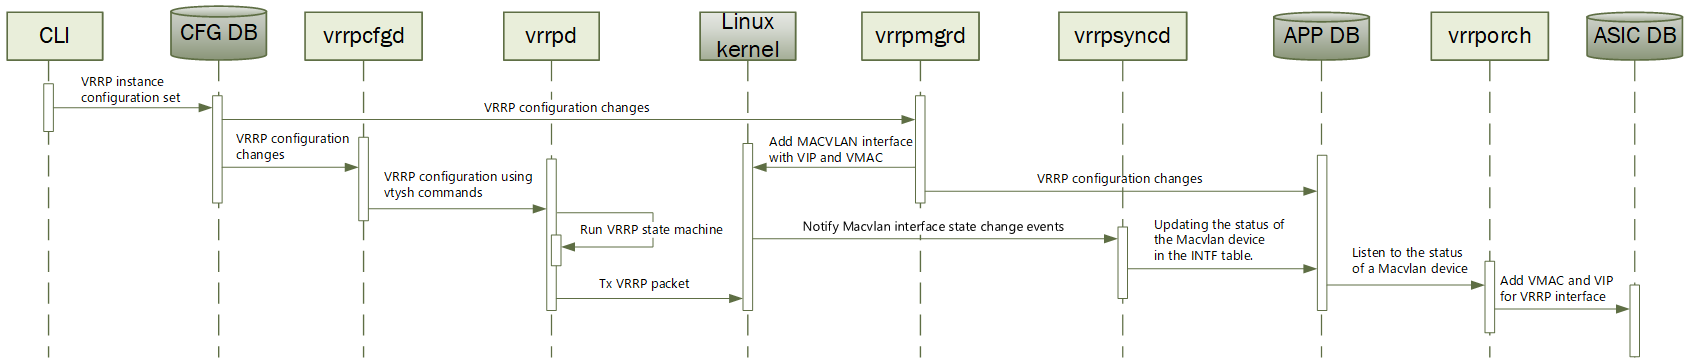 CLI
CFG DB
vrrpcfgd
vrrpd
Linux
kernel
vrrpmgrd
vrrpsyncd
APP DB
vrrporch
ASIC DB
VRRP instance
configuration set
VRRP configuration changes
VRRP configuration
changes
Add MACVLAN interface
with VIP and VMAC
VRRP configuration using
vtysh commands
VRRP configuration changes
Run VRRP state machine
Notify Macvlan interface state change events
Updating the status of
the Macvlan device
in the INTF table.
Listen to the status
of a Macvlan device
Tx VRRP packet
Add VMAC and VIP
for VRRP interface